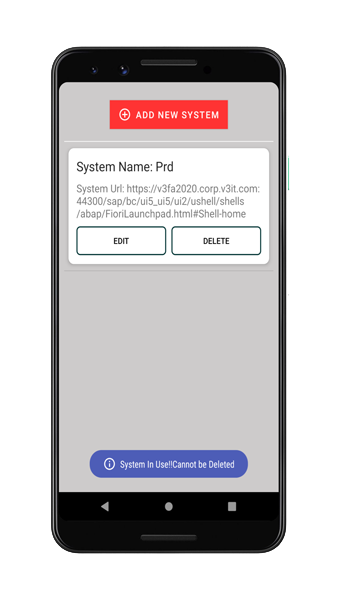 ADD NEW SYSTEM
System Name: Prd
System Url: https://v3fa2020.corp.v3it.com:
44300/sap/bc/ui5_ui5/ui2/ushell/shells
/abap/FioriLaunchpad.html#Shell-home
EDIT DELETE
System In Use!!Cannot be Deleted